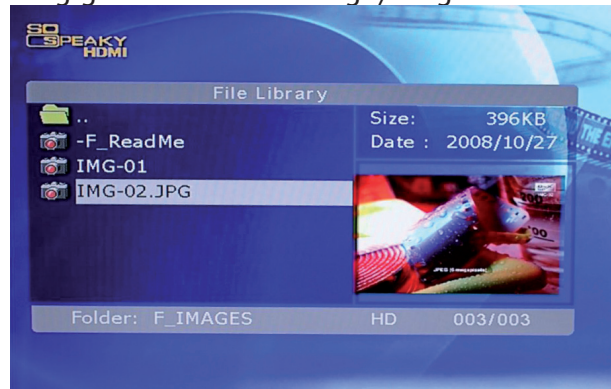 SO
SPEAKY
HDMI
File Library
..
-F_ReadMe
IMG-01
IMG-02.JPG
Size: 396KB
Date : 2008/10/27
THE E
Folder: F_IMAGES HD 003/003